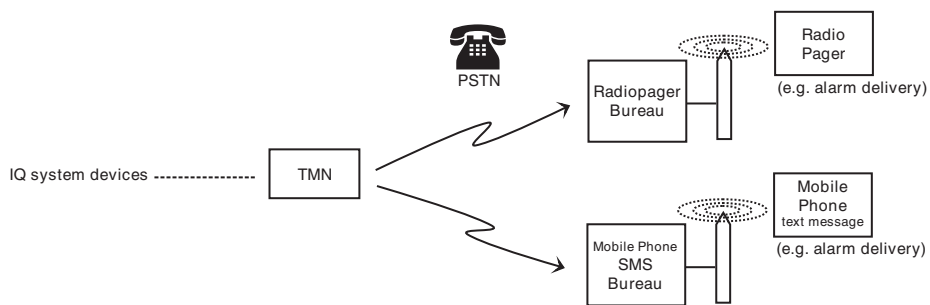 PSTN
Radio
Pager
(e.g. alarm delivery)
Radiopager
Bureau
IQ system devices
TMN
Mobile
Phone
text message
(e.g. alarm delivery)
Mobile Phone
SMS
Bureau